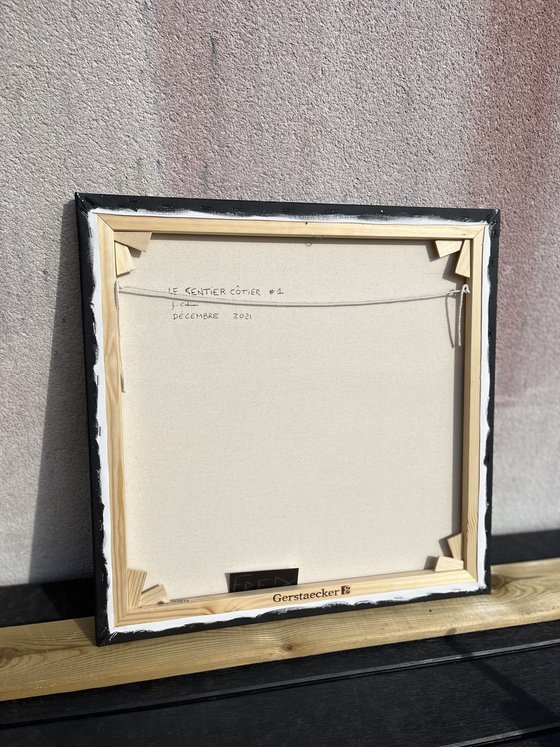 LE SENTIER CÔTIER #1
DÉCEMBRE 2021
Gerstaecker